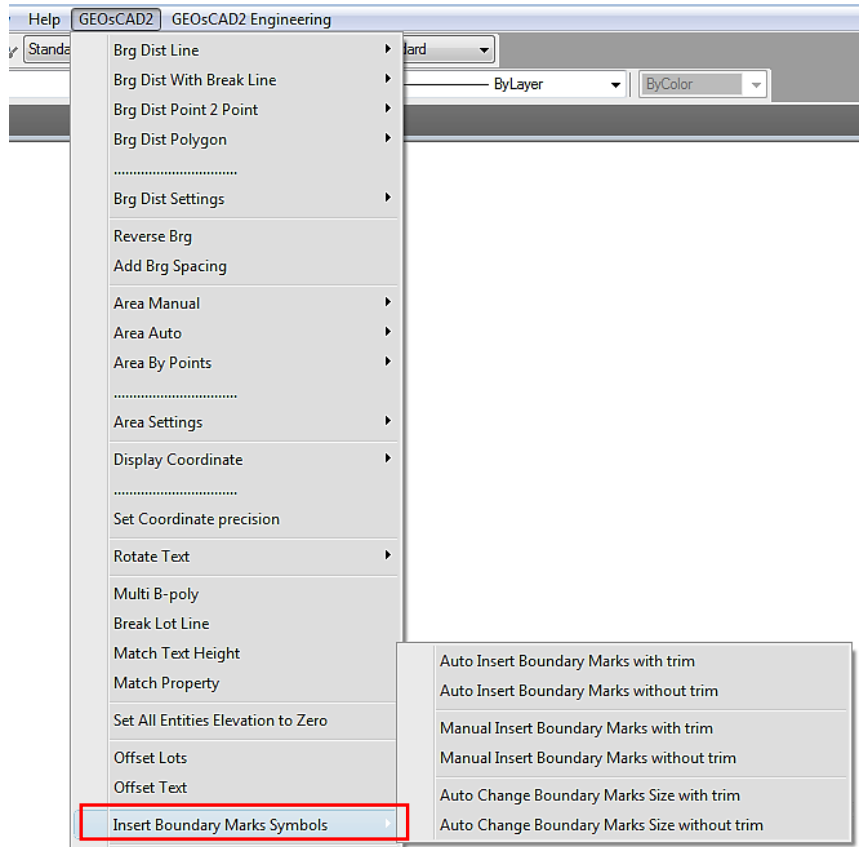 Help GEOsCAD2 GEOsCAD2 Engineering
Standa
dard
ByLayer
ByColor
Brg Dist Line
Brg Dist With Break Line
Brg Dist Point 2 Point
Brg Dist Polygon
................................
Brg Dist Settings
Reverse Brg
Add Brg Spacing
Area Manual
Area Auto
Area By Points
................................
Area Settings
Display Coordinate
................................
Set Coordinate precision
Rotate Text
Multi B-poly
Break Lot Line
Match Text Height
Match Property
Set All Entities Elevation to Zero
Offset Lots
Offset Text
Insert Boundary Marks Symbols
Auto Insert Boundary Marks with trim
Auto Insert Boundary Marks without trim
Manual Insert Boundary Marks with trim
Manual Insert Boundary Marks without trim
Auto Change Boundary Marks Size with trim
Auto Change Boundary Marks Size without trim